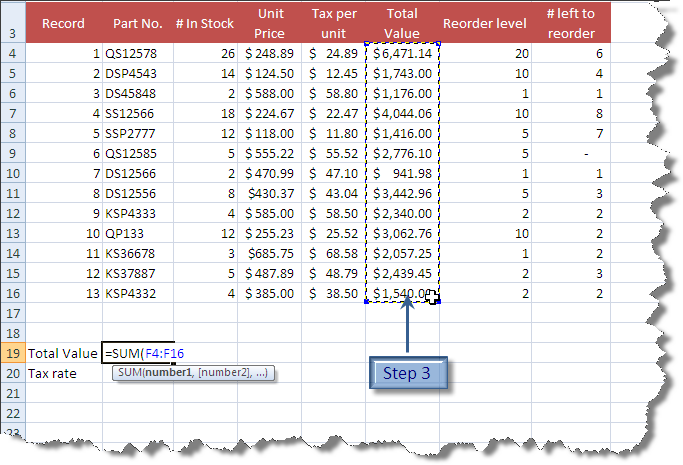 3 Record Part No. # In Stock Unit Price Tax per unit Total Value Reorder level # left to reorder
4 1 QS12578 26 $ 248.89 $ 24.89 $6,471.14 20 6
5 2 DSP4543 14 $ 124.50 $ 12.45 $1,743.00 10 4
6 3 DS45848 2 $ 588.00 $ 58.80 $1,176.00 1 1
7 4 SS12566 18 $ 224.67 $ 22.47 $4,044.06 10 8
8 5 SSP2777 12 $ 118.00 $ 11.80 $1,416.00 5 7
9 6 QS12585 5 $ 555.22 $ 55.52 $2,776.10 5 -
10 7 DS12566 2 $ 470.99 $ 47.10 $ 941.98 1 1
11 8 DS12556 8 $430.37 $ 43.04 $3,442.96 5 3
12 9 KSP4333 4 $ 585.00 $ 58.50 $2,340.00 2 2
13 10 QP133 12 $ 255.23 $ 25.52 $3,062.76 10 2
14 11 KS36678 3 $685.75 $ 68.58 $2,057.25 1 2
15 12 KS37887 5 $ 487.89 $ 48.79 $2,439.45 2 3
16 13 KSP4332 4 $ 385.00 $ 38.50 $1,540.00 2 2
17
18
19 Total Value =SUM(F4:F16
20 Tax rate SUM(number1, [number2], ...) Step 3
21
22
23